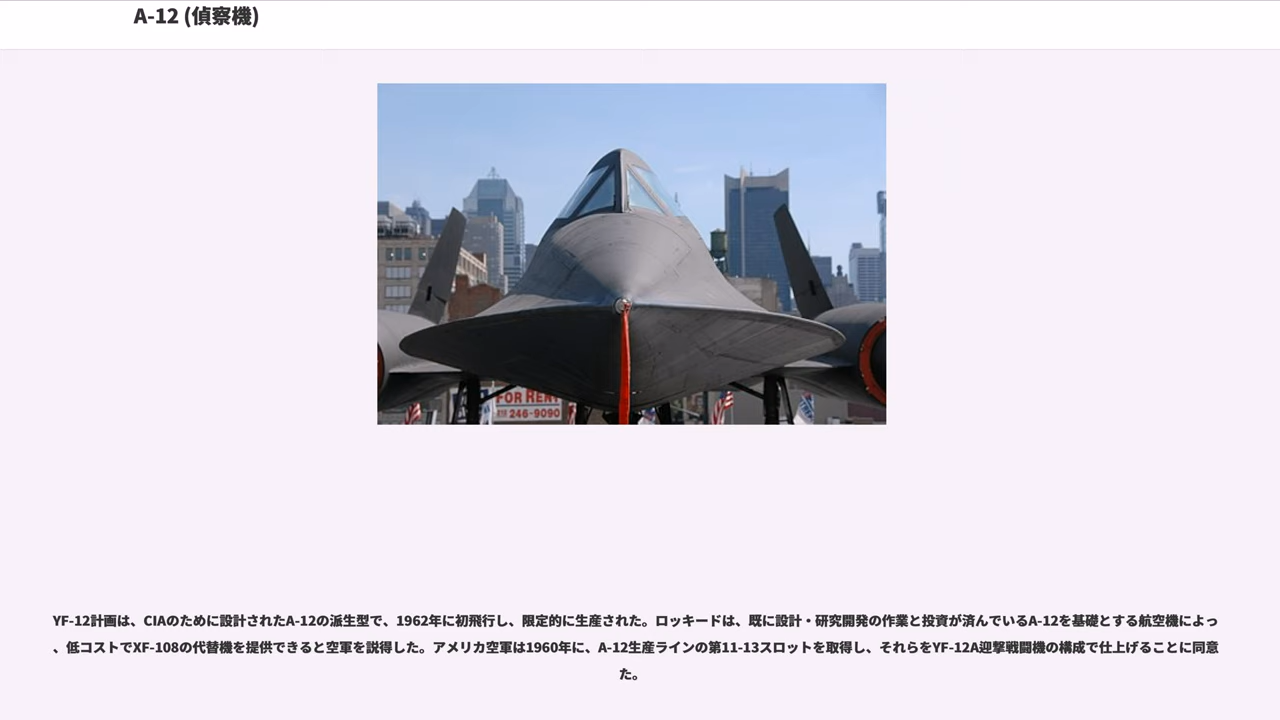 A-12 (偵察機)
FOR RENT
246-9090
YF-12計画は、CIAのために設計されたA-12の派生型で、1962年に初飛行し、限定的に生産された。ロッキードは、既に設計・研究開発の作業と投資が済んでいるA-12を基礎とする航空機によっ
、低コストでXF-108の代替機を提供できると空軍を説得した。アメリカ空軍は1960年に、A-12生産ラインの第11-13スロットを取得し、それらをYF-12A迎撃戦闘機の構成で仕上げることに同意
た。